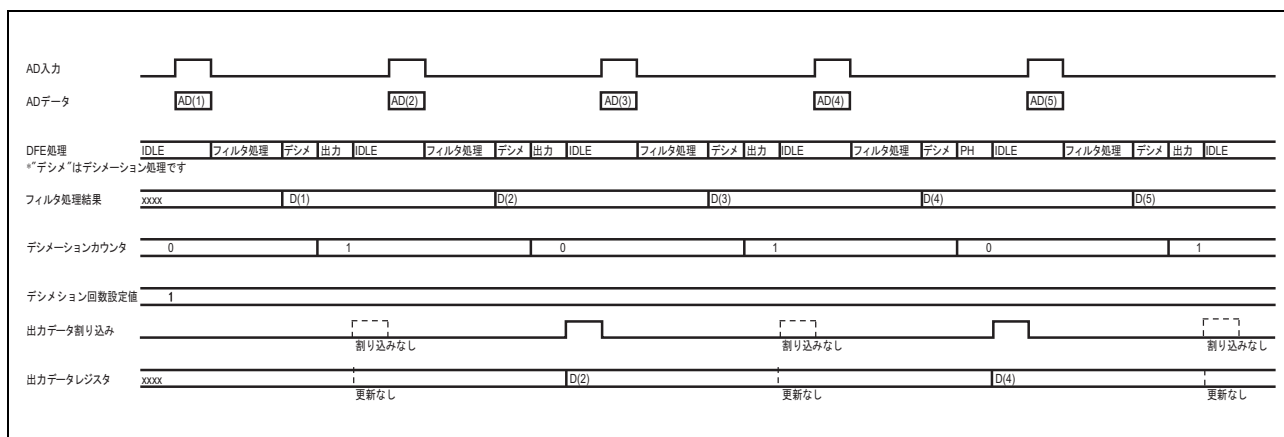 AD入力
ADデータ AD(1) AD(2) AD(3) AD(4) AD(5)
DFE処理 IDLE フィルタ処理 デシメ 出力 IDLE フィルタ処理 デシメ 出力 IDLE フィルタ処理 デシメ 出力 IDLE フィルタ処理 デシメ PH IDLE フィルタ処理 デシメ 出力 IDLE
*"デシメ"はデシメーション処理です
フィルタ処理結果 xxxx D(1) D(2) D(3) D(4) D(5)
デシメーションカウンタ 0 1 0 1 0 1
デシメション回数設定値 1
出力データ割り込み
割り込みなし 割り込みなし 割り込みなし
出力データレジスタ xxxx D(2) D(4)
更新なし 更新なし 更新なし